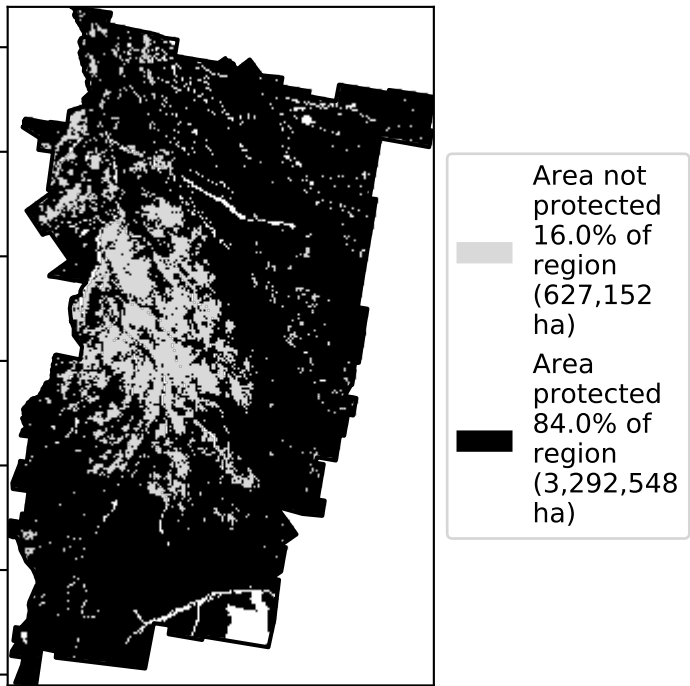 Area not
protected
16.0% of
region
(627,152
ha)
Area
protected
84.0% of
region
(3,292,548
ha)